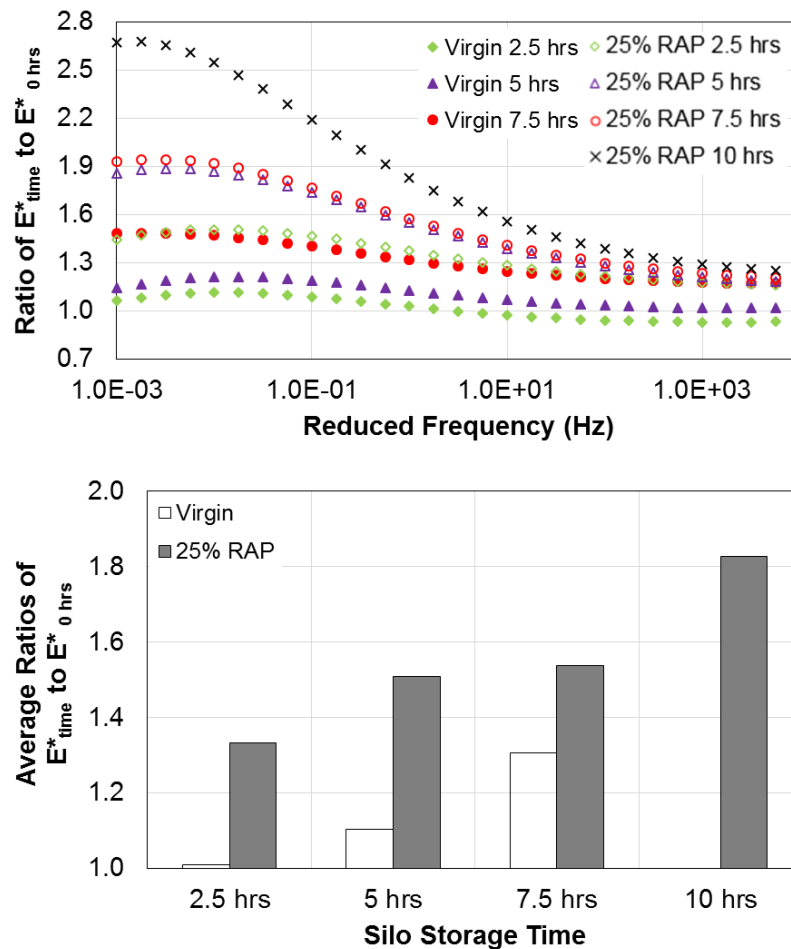 2.8
2.5
2.2
1.9
1.6
1.3
1.0
0.7
Ratio of E*time to E* 0 hrs
Virgin 2.5 hrs
25% RAP 2.5 hrs
Virgin 5 hrs
25% RAP 5 hrs
Virgin 7.5 hrs
25% RAP 7.5 hrs
25% RAP 10 hrs
1.0E-03 1.0E-01 1.0E+01 1.0E+03
Reduced Frequency (Hz)
2.0
1.8
1.6
1.4
1.2
1.0
Average Ratios of
E*time to E* 0 hrs
Virgin
25% RAP
2.5 hrs 5 hrs 7.5 hrs 10 hrs
Silo Storage Time